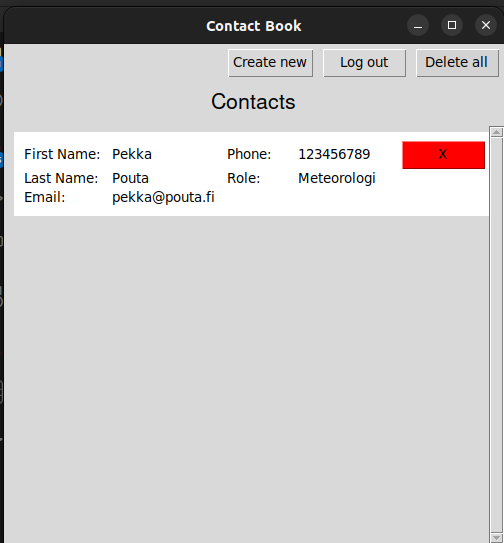 Contact Book
Create new Log out Delete all
Contacts
First Name: Pekka Phone: 123456789 X
Last Name: Pouta Role: Meteorologi
Email: pekka@pouta.fi